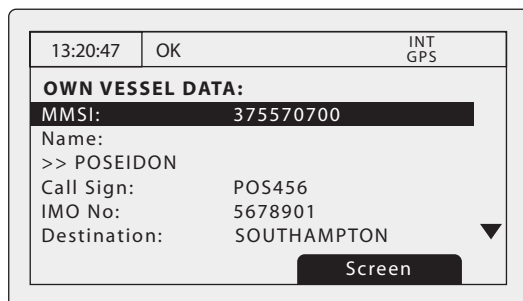 13:20:47 OK INT
GPS
OWN VESSEL DATA:
MMSI: 375570700
Name:
>> POSEIDON
Call Sign: POS456
IMO No: 5678901
Destination: SOUTHAMPTON
Screen